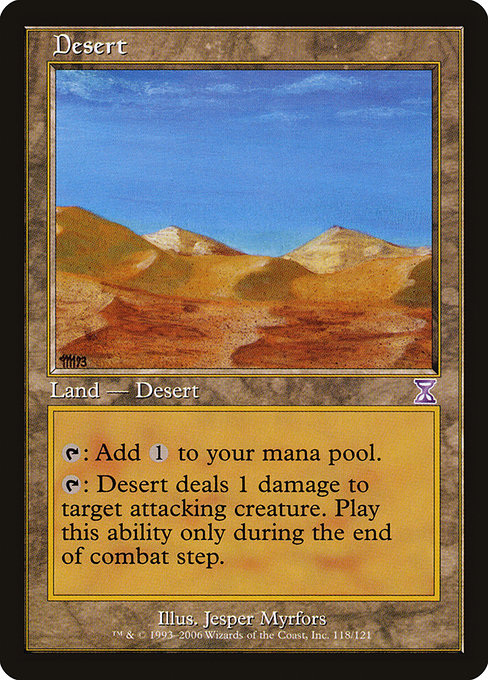 Desert
Land — Desert
: Add 1 to your mana pool.
: Desert deals 1 damage to
target attacking creature. Play
this ability only during the end
of combat step.
Illus. Jesper Myrfors
™ & © 1993–2006 Wizards of the Coast, Inc. 118/121